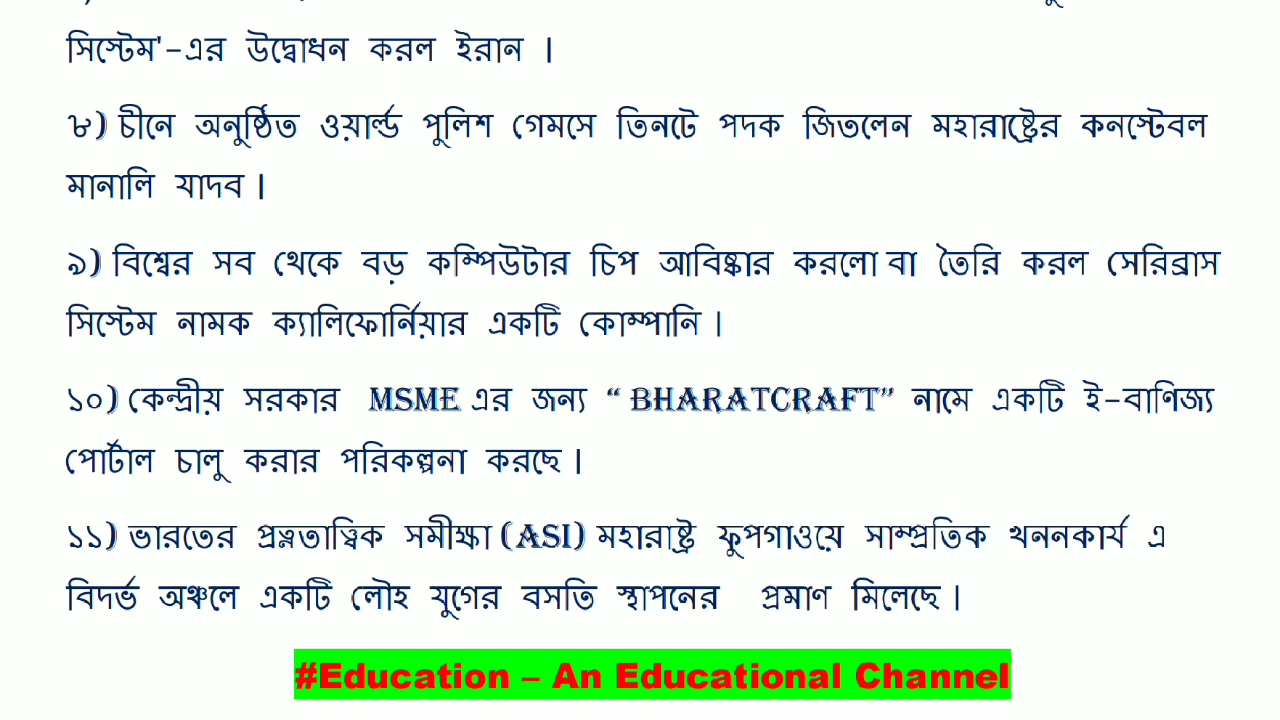 সিস্টেম'-এর উদ্বোধন করল ইরান ।
৮) চীনে অনুষ্ঠিত ওয়ার্ল্ড পুলিশ গেমসে তিনটে পদক জিতলেন মহারাষ্ট্রের কনস্টেবল
মানালি যাদব ।
৯) বিশ্বের সব থেকে বড় কম্পিউটার চিপ আবিষ্কার করলো বা তৈরি করল সেরিব্রাস
সিস্টেম নামক ক্যালিফোর্নিয়ার একটি কোম্পানি ।
১০) কেন্দ্রীয় সরকার MSME এর জন্য “ BHARATCRAFT” নামে একটি ই-বাণিজ্য
পোর্টাল চালু করার পরিকল্পনা করছে ।
১১) ভারতের প্রত্নতাত্ত্বিক সমীক্ষা (ASI) মহারাষ্ট্র ফুপগাওয়ে সাম্প্রতিক খননকার্য এ
বিদর্ভ অঞ্চলে একটি লৌহ যুগের বসতি স্থাপনের প্রমাণ মিলেছে ।
#Education – An Educational Channel